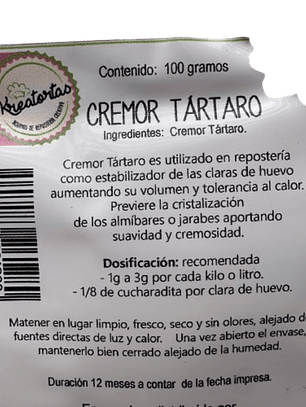 Contenido: 100 gramos
Kreatortas
CREMOR TÁRTARO
Ingredientes: Cremor Tártaro.
Cremor Tártaro es utilizado en repostería
como estabilizador de las claras de huevo
aumentando su volumen y tolerancia al calor.
Previere la cristalización
de los almíbares o jarabes aportando
suavidad y cremosidad.
Dosificación: recomendada
- 1g a 3g por cada kilo o litro.
- 1/8 de cucharadita por clara de huevo.
Matener en lugar limpio, fresco, seco y sin olores, alejado d
fuentes directas de luz y calor. Una vez abierto el envase,
mantenerlo bien cerrado alejado de la humedad.
Duración 12 meses a contar de la fecha impresa.